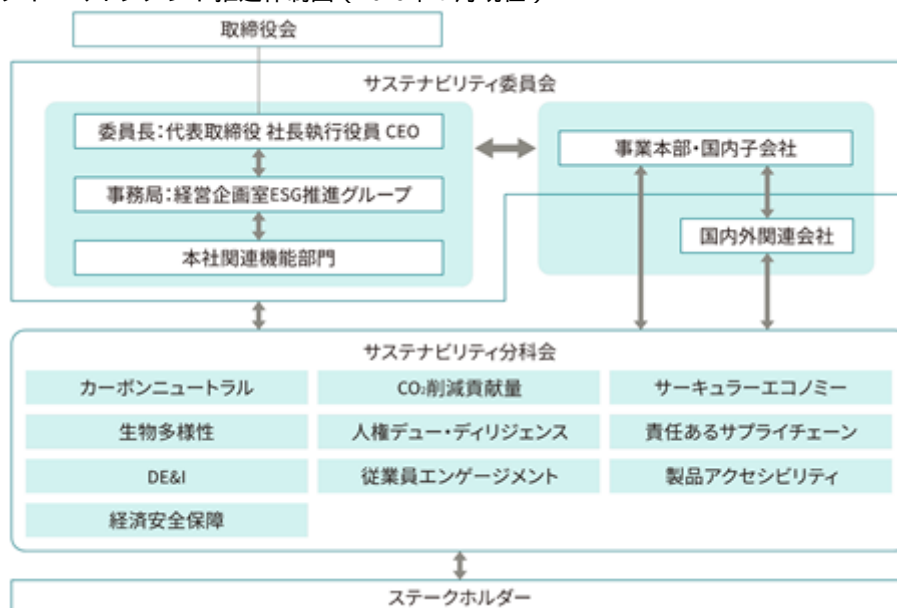 取締役会
サステナビリティ委員会
委員長：代表取締役 社長執行役員 CEO
事業本部・国内子会社
事務局：経営企画室ESG推進グループ
国内外関連会社
本社関連機能部門
サステナビリティ分科会
カーボンニュートラル
CO₂削減貢献量
サーキュラーエコノミー
生物多様性
人権デュー・ディリジェンス
責任あるサプライチェーン
DE&I
従業員エンゲージメント
製品アクセシビリティ
経済安全保障
ステークホルダー